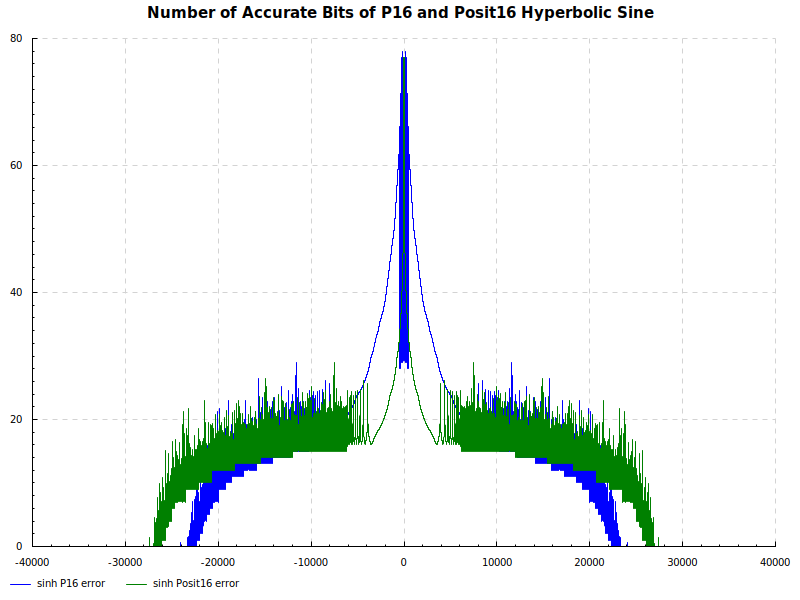 Number of Accurate Bits of P16 and Posit16 Hyperbolic Sine
80
60
40
20
0
-40000 -30000 -20000 -10000 0 10000 20000 30000 40000
sinh P16 error sinh Posit16 error